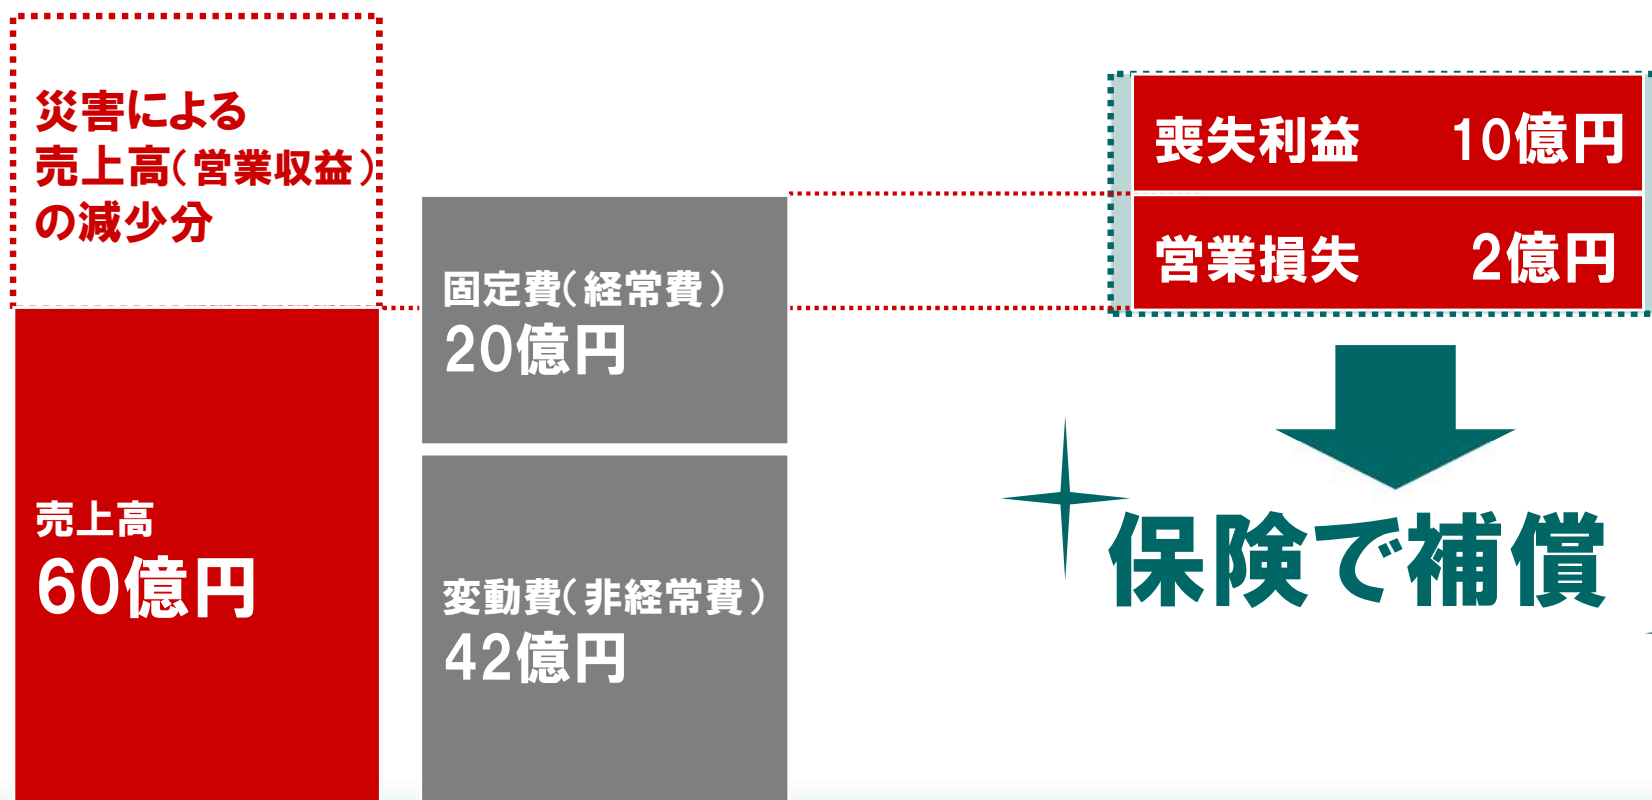 災害による
売上高(営業収益)
の減少分
売上高
60億円
固定費(経常費)
20億円
変動費(非経常費)
42億円
喪失利益 10億円
営業損失 2億円
保険で補償